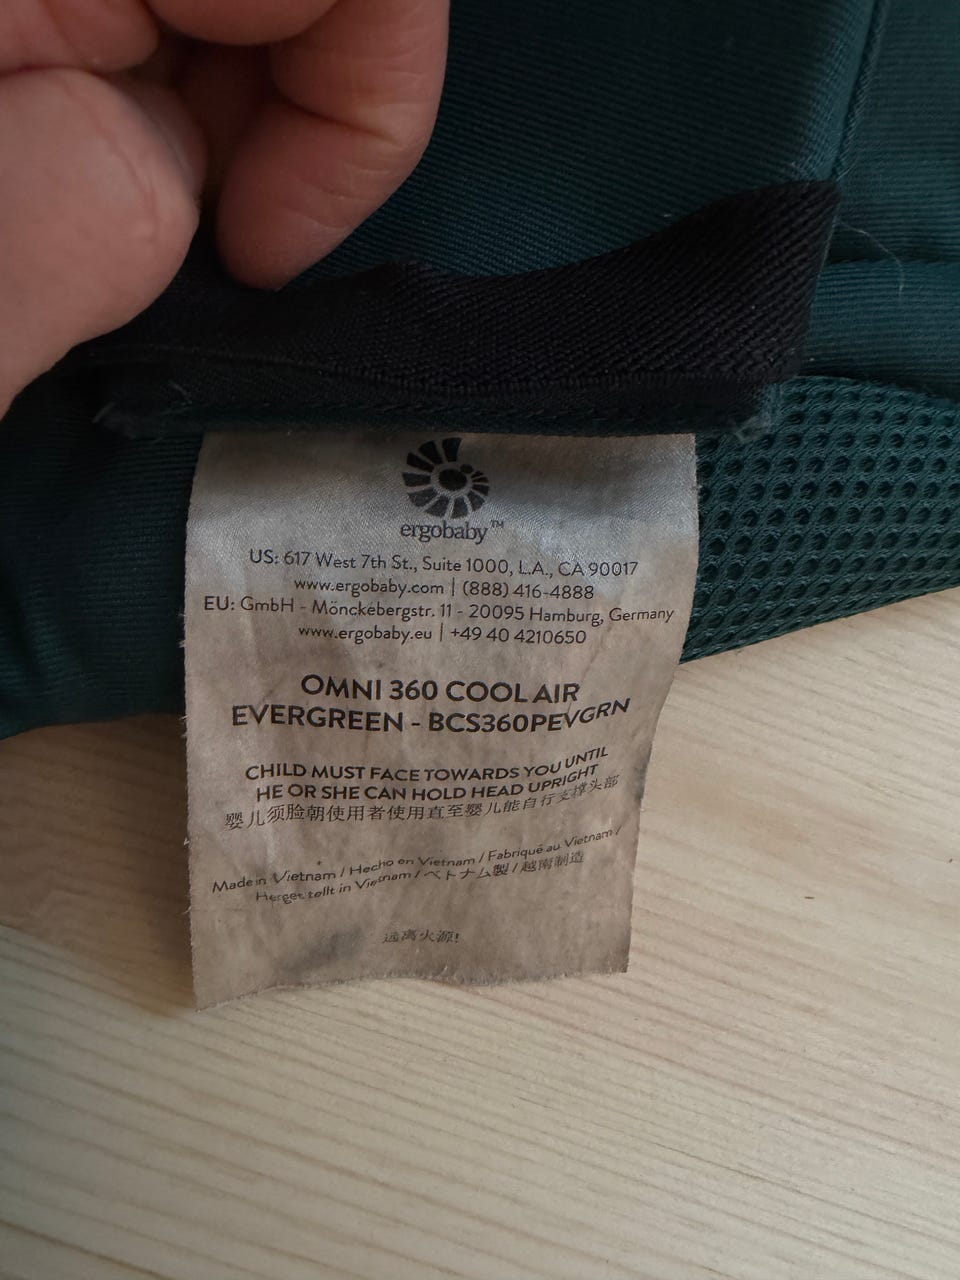 ergobaby™
US: 617 West 7th St., Suite 1000, L.A., CA 90017
www.ergobaby.com | (888) 416-4888
EU: GmbH - Mönckebergstr. 11 - 20095 Hamburg, Germany
www.ergobaby.eu | +49 40 4210650
OMNI 360 COOL AIR
EVERGREEN - BCS360PEVGRN
CHILD MUST FACE TOWARDS YOU UNTIL
HE OR SHE CAN HOLD HEAD UPRIGHT
婴儿须脸朝使用者使用直至婴儿能自行支撑头部
Made in Vietnam / Hecho en Vietnam / Fabriqué au Vietnam /
Hergestellt in Vietnam / ベトナム製 / 越南制造
远离火源!